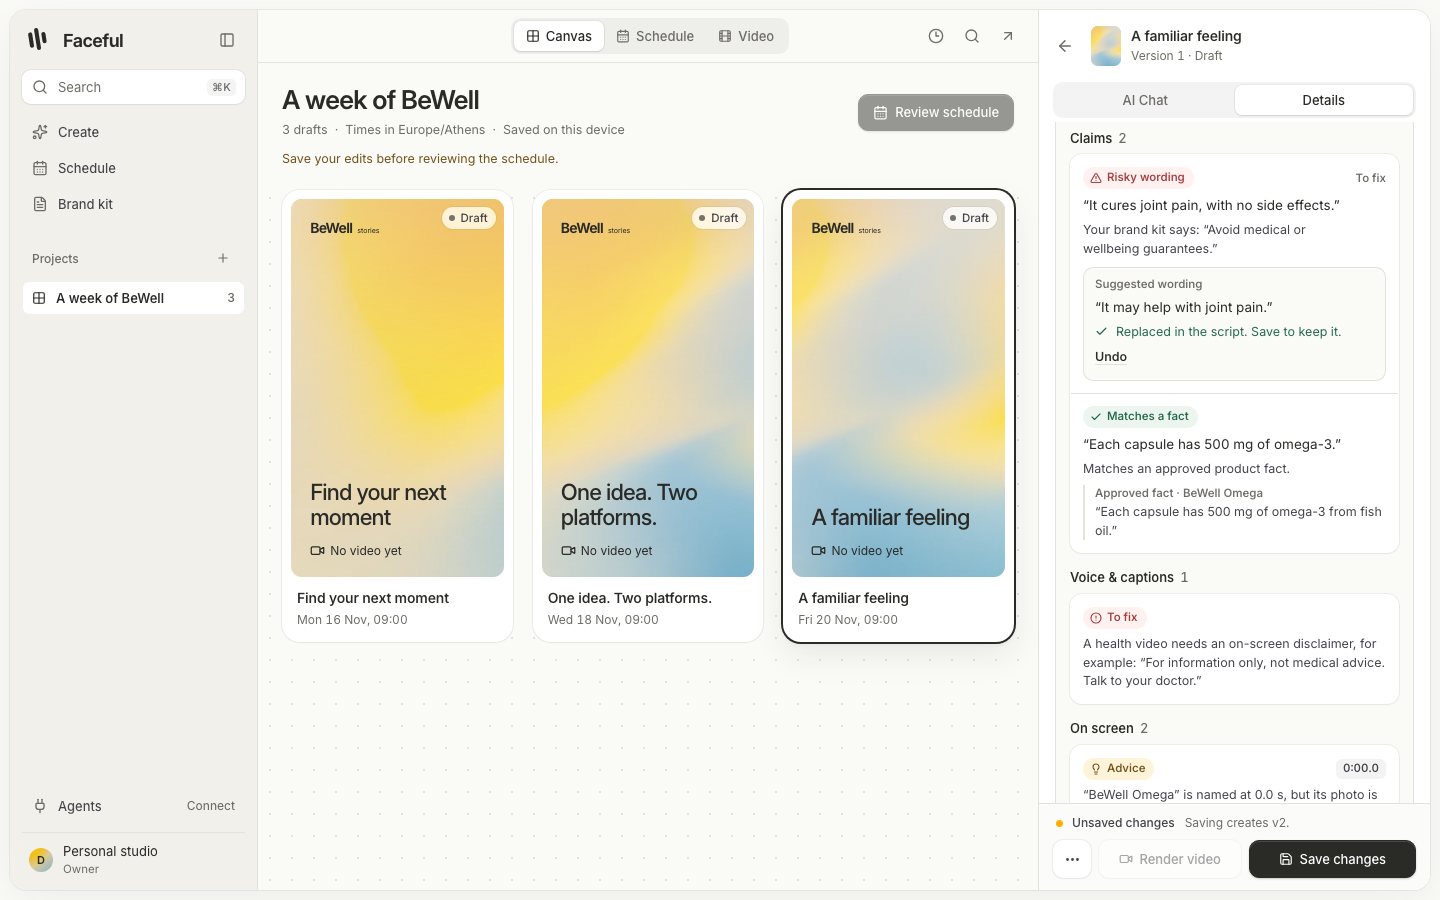 Faceful
Search ⌘K
Create
Schedule
Brand kit
Projects
A week of BeWell 3
Agents Connect
D
Personal studio
Owner
Canvas Schedule Video
A week of BeWell
3 drafts · Times in Europe/Athens · Saved on this device
Save your edits before reviewing the schedule.
Review schedule
BeWell stories
Draft
Find your next
moment
No video yet
Find your next moment
Mon 16 Nov, 09:00
BeWell stories
Draft
One idea. Two
platforms.
No video yet
One idea. Two platforms.
Wed 18 Nov, 09:00
BeWell stories
Draft
A familiar feeling
No video yet
A familiar feeling
Fri 20 Nov, 09:00
A familiar feeling
Version 1 · Draft
AI Chat Details
Claims 2
Risky wording To fix
“It cures joint pain, with no side effects.”
Your brand kit says: “Avoid medical or
wellbeing guarantees.”
Suggested wording
“It may help with joint pain.”
Replaced in the script. Save to keep it.
Undo
Matches a fact
“Each capsule has 500 mg of omega-3.”
Matches an approved product fact.
Approved fact · BeWell Omega
“Each capsule has 500 mg of omega-3 from fish
oil.”
Voice & captions 1
To fix
A health video needs an on-screen disclaimer, for
example: “For information only, not medical advice.
Talk to your doctor.”
On screen 2
Advice 0:00.0
“BeWell Omega” is named at 0.0 s, but its photo is
Unsaved changes Saving creates v2.
Render video
Save changes